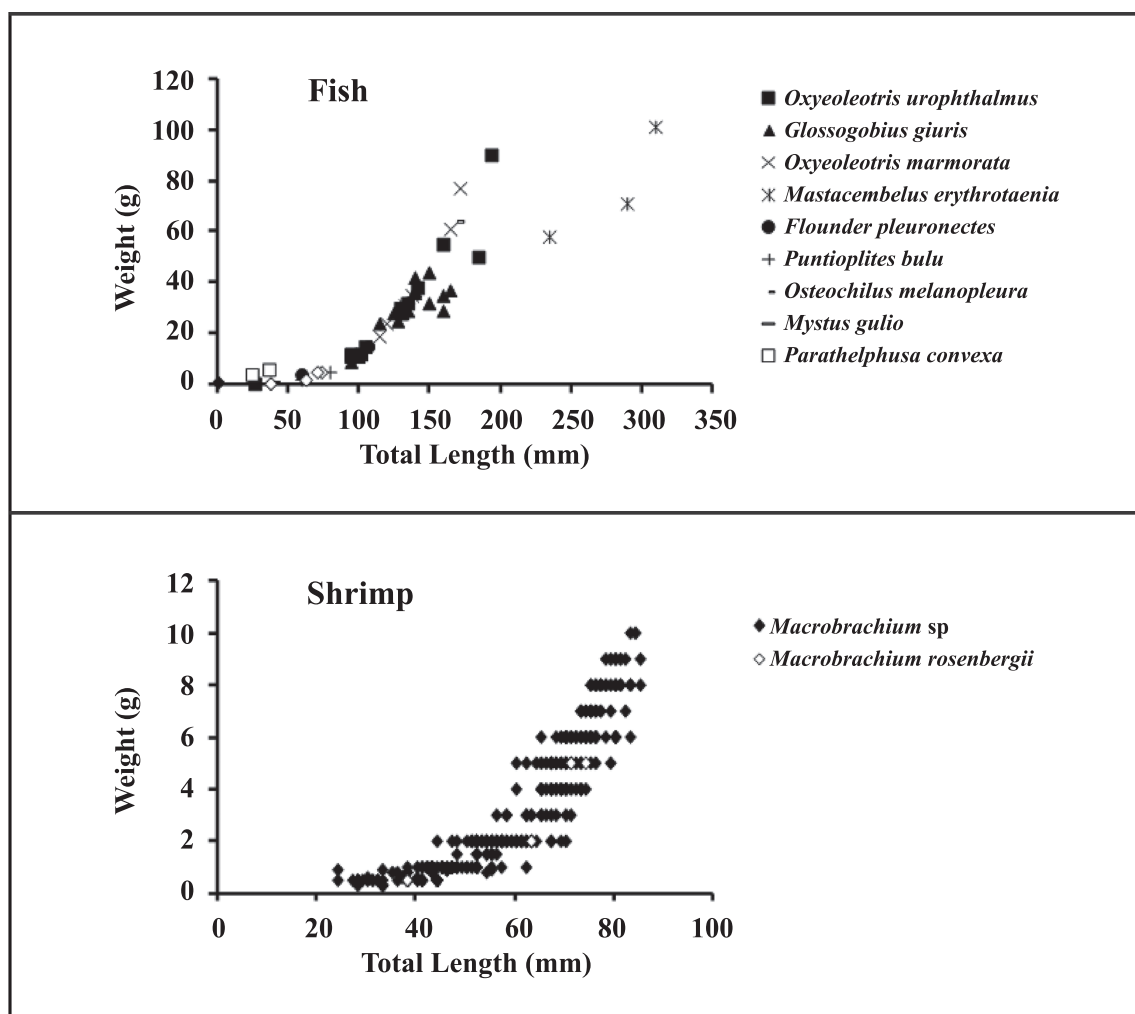 Fish
120
100
80
60
40
20
0
Weight (g)
0 50 100 150 200 250 300 350
Total Length (mm)
Oxyeoleotris urophthalmus
Glossogobius giuris
Oxyeoleotris marmorata
Mastacembelus erythrotaenia
Flounder pleuronectes
Puntioplites bulu
Osteochilus melanopleura
Mystus gulio
Parathelphusa convexa
Shrimp
12
10
8
6
4
2
0
Weight (g)
0 20 40 60 80 100
Total Length (mm)
Macrobrachium sp
Macrobrachium rosenbergii